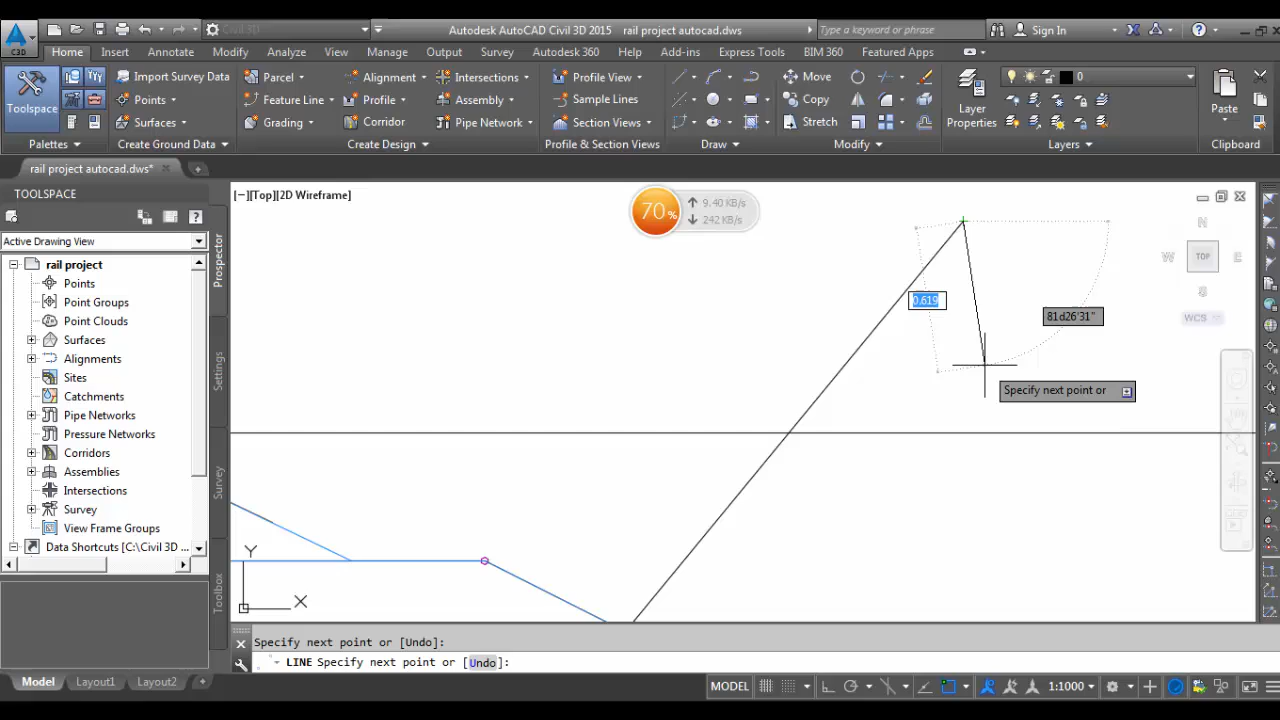 Civil 3D
Autodesk AutoCAD Civil 3D 2015 rail project autocad.dws
Type a keyword or phrase
Sign In
C3D
Home Insert Annotate Modify Analyze View Manage Output Survey Autodesk 360 Help Add-ins Express Tools BIM 360 Featured Apps
Toolspace
Import Survey Data
Points
Surfaces
Parcel
Feature Line
Grading
Alignment
Profile
Corridor
Intersections
Assembly
Pipe Network
Profile View
Sample Lines
Section Views
Move
Copy
Stretch
Layer
Properties
0
Paste
Palettes
Create Ground Data
Create Design
Profile & Section Views
Draw
Modify
Layers
Clipboard
rail project autocad.dws*
TOOLSPACE
Active Drawing View
rail project
Points
Point Groups
Point Clouds
Surfaces
Alignments
Sites
Catchments
Pipe Networks
Pressure Networks
Corridors
Assemblies
Intersections
Survey
View Frame Groups
Data Shortcuts [C:\Civil 3D ...
Prospector
Settings
Survey
Toolbox
[−][Top][2D Wireframe]
70%
9.40 KB/s
242 KB/s
N
W TOP E
S
WCS
0.619
81d26'31"
Specify next point or
Y
X
Specify next point or [Undo]:
LINE Specify next point or [Undo]:
Model Layout1 Layout2
MODEL
1:1000